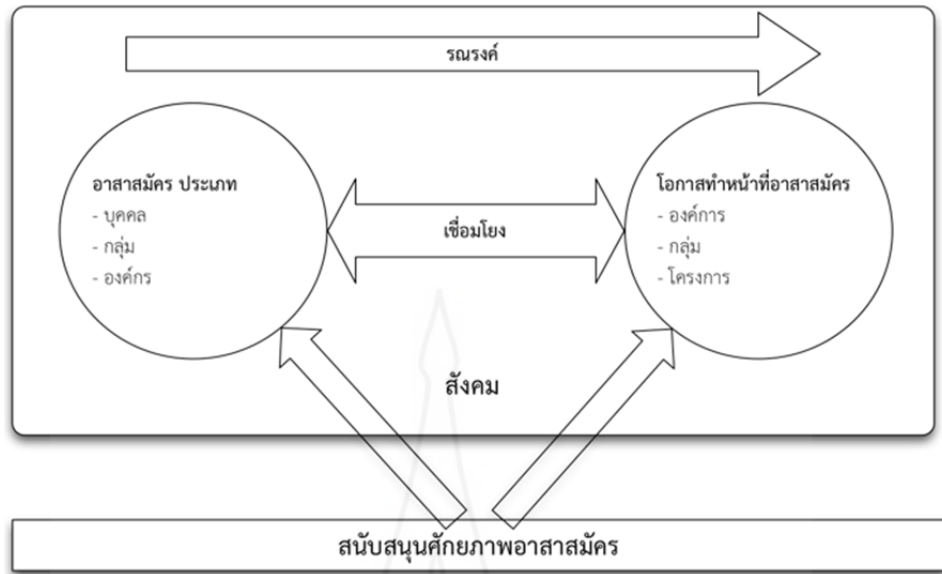 รณรงค์
อาสาสมัคร ประเภท
- บุคคล
- กลุ่ม
- องค์กร
เชื่อมโยง
โอกาสทำหน้าที่อาสาสมัคร
- องค์การ
- กลุ่ม
- โครงการ
สังคม
สนับสนุนศักยภาพอาสาสมัคร